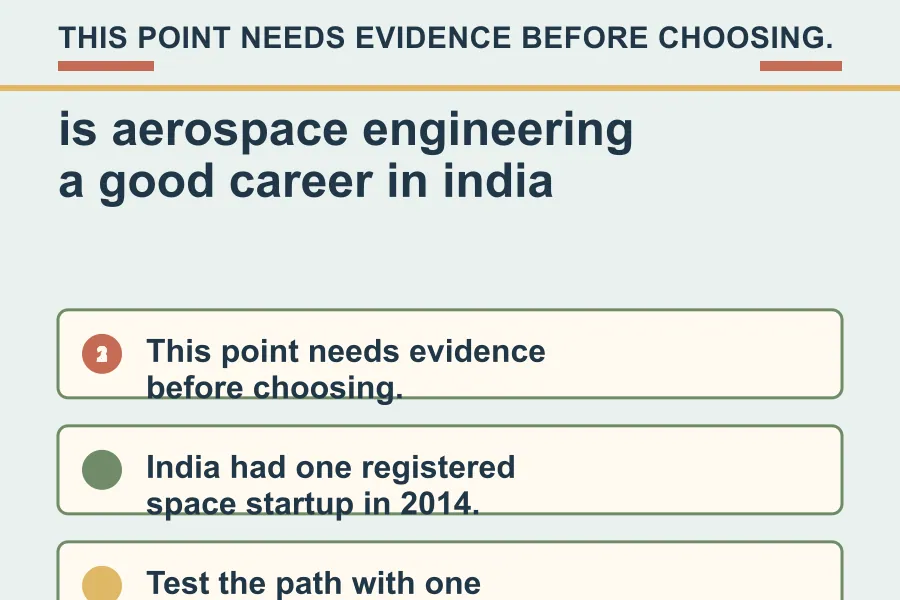 THIS POINT NEEDS EVIDENCE BEFORE CHOOSING.
is aerospace engineering
a good career in india
This point needs evidence
before choosing.
India had one registered
space startup in 2014.
Test the path with one